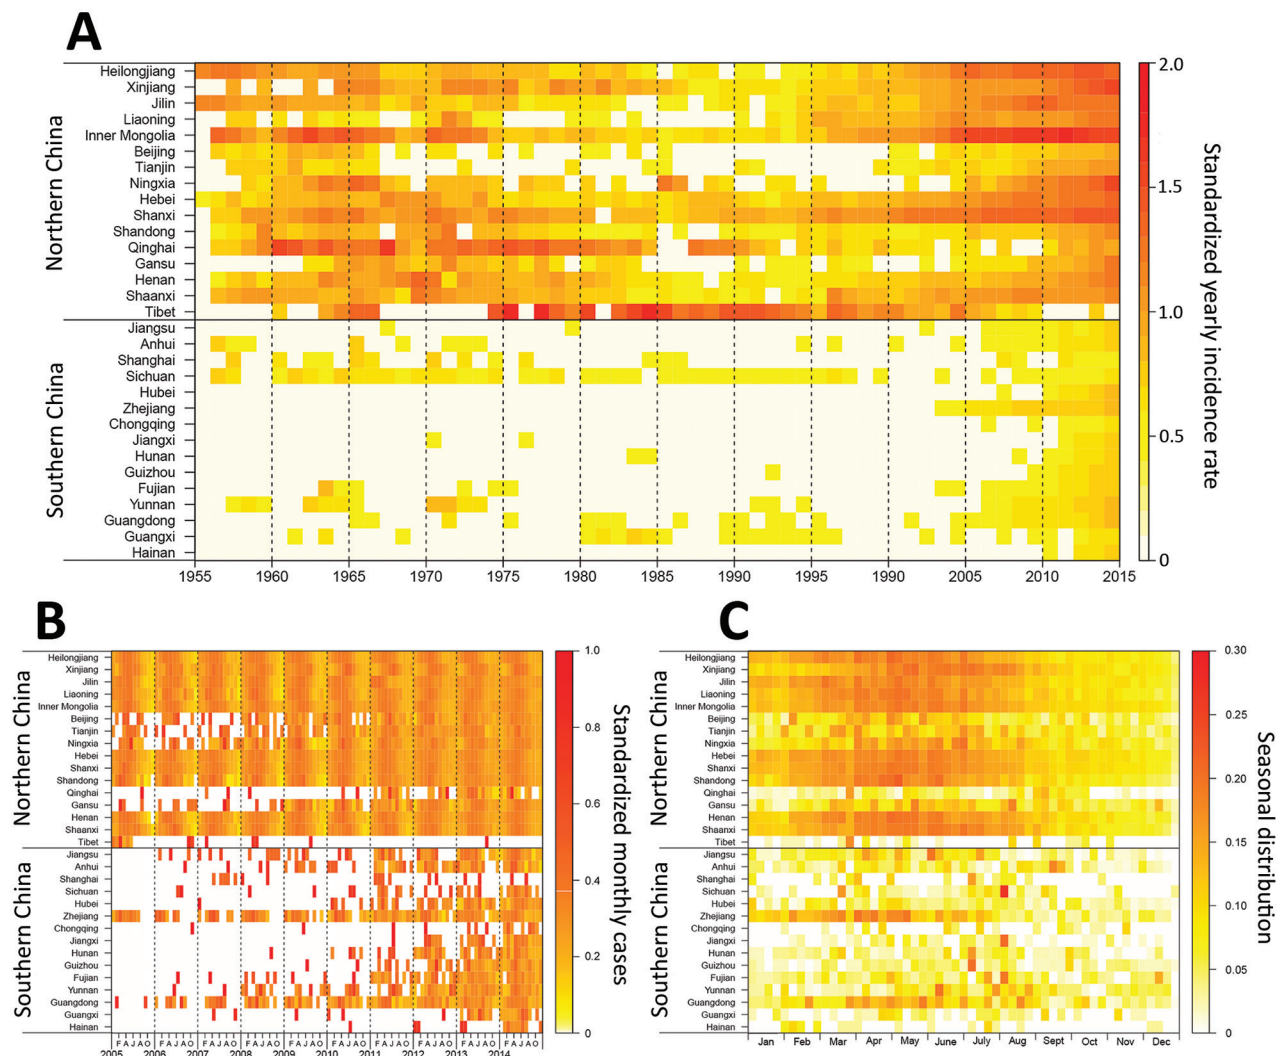 A
Northern China
Heilongjiang
Xinjiang
Jilin
Liaoning
Inner Mongolia
Beijing
Tianjin
Ningxia
Hebei
Shanxi
Shandong
Qinghai
Gansu
Henan
Shaanxi
Tibet
Southern China
Jiangsu
Anhui
Shanghai
Sichuan
Hubei
Zhejiang
Chongqing
Jiangxi
Hunan
Guizhou
Fujian
Yunnan
Guangdong
Guangxi
Hainan
1955 1960 1965 1970 1975 1980 1985 1990 1995 1990 2005 2010 2015
2.0
1.5
1.0
0.5
0
Standardized yearly incidence rate
B
Northern China
Heilongjiang
Xinjiang
Jilin
Liaoning
Inner Mongolia
Beijing
Tianjin
Ningxia
Hebei
Shanxi
Shandong
Qinghai
Gansu
Henan
Shaanxi
Tibet
Southern China
Jiangsu
Anhui
Shanghai
Sichuan
Hubei
Zhejiang
Chongqing
Jiangxi
Hunan
Guizhou
Fujian
Yunnan
Guangdong
Guangxi
Hainan
F A J A O F A J A O F A J A O F A J A O F A J A O F A J A O F A J A O F A J A O F A J A O F A J A O
2005 2006 2007 2008 2009 2010 2011 2012 2013 2014
1.0
0.8
0.6
0.4
0.2
0
Standardized monthly cases
C
Northern China
Heilongjiang
Xinjiang
Jilin
Liaoning
Inner Mongolia
Beijing
Tianjin
Ningxia
Hebei
Shanxi
Shandong
Qinghai
Gansu
Henan
Shaanxi
Tibet
Southern China
Jiangsu
Anhui
Shanghai
Sichuan
Hubei
Zhejiang
Chongqing
Jiangxi
Hunan
Guizhou
Fujian
Yunnan
Guangdong
Guangxi
Hainan
Jan Feb Mar Apr May June July Aug Sept Oct Nov Dec
0.30
0.25
0.20
0.15
0.10
0.05
0
Seasonal distribution